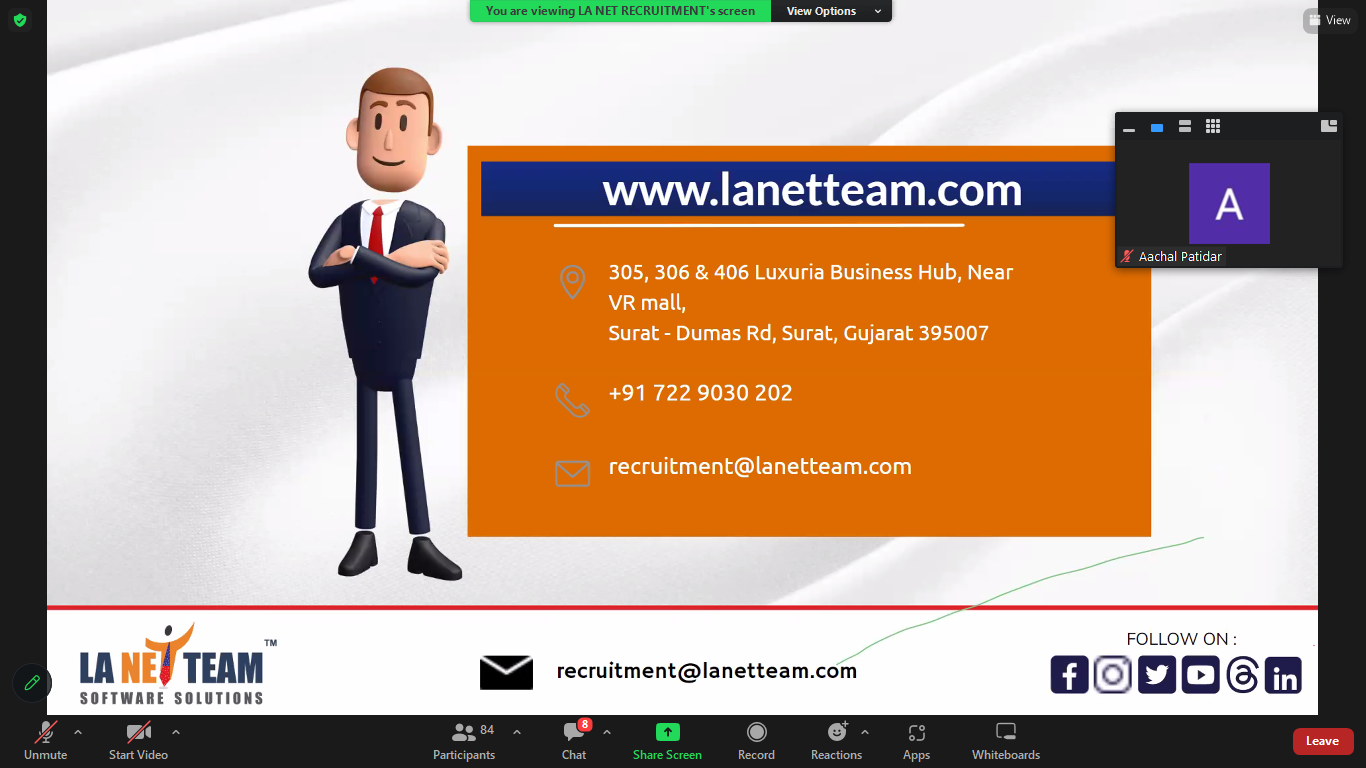 You are viewing LA NET RECRUITMENT's screen
View Options
View
www.lanetteam.com
A
Aachal Patidar
305, 306 & 406 Luxuria Business Hub, Near
VR mall,
Surat - Dumas Rd, Surat, Gujarat 395007
+91 722 9030 202
recruitment@lanetteam.com
LA NET TEAM TM
SOFTWARE SOLUTIONS
recruitment@lanetteam.com
FOLLOW ON :
Unmute
Start Video
84
Participants
8
Chat
Share Screen
Record
Reactions
Apps
Whiteboards
Leave